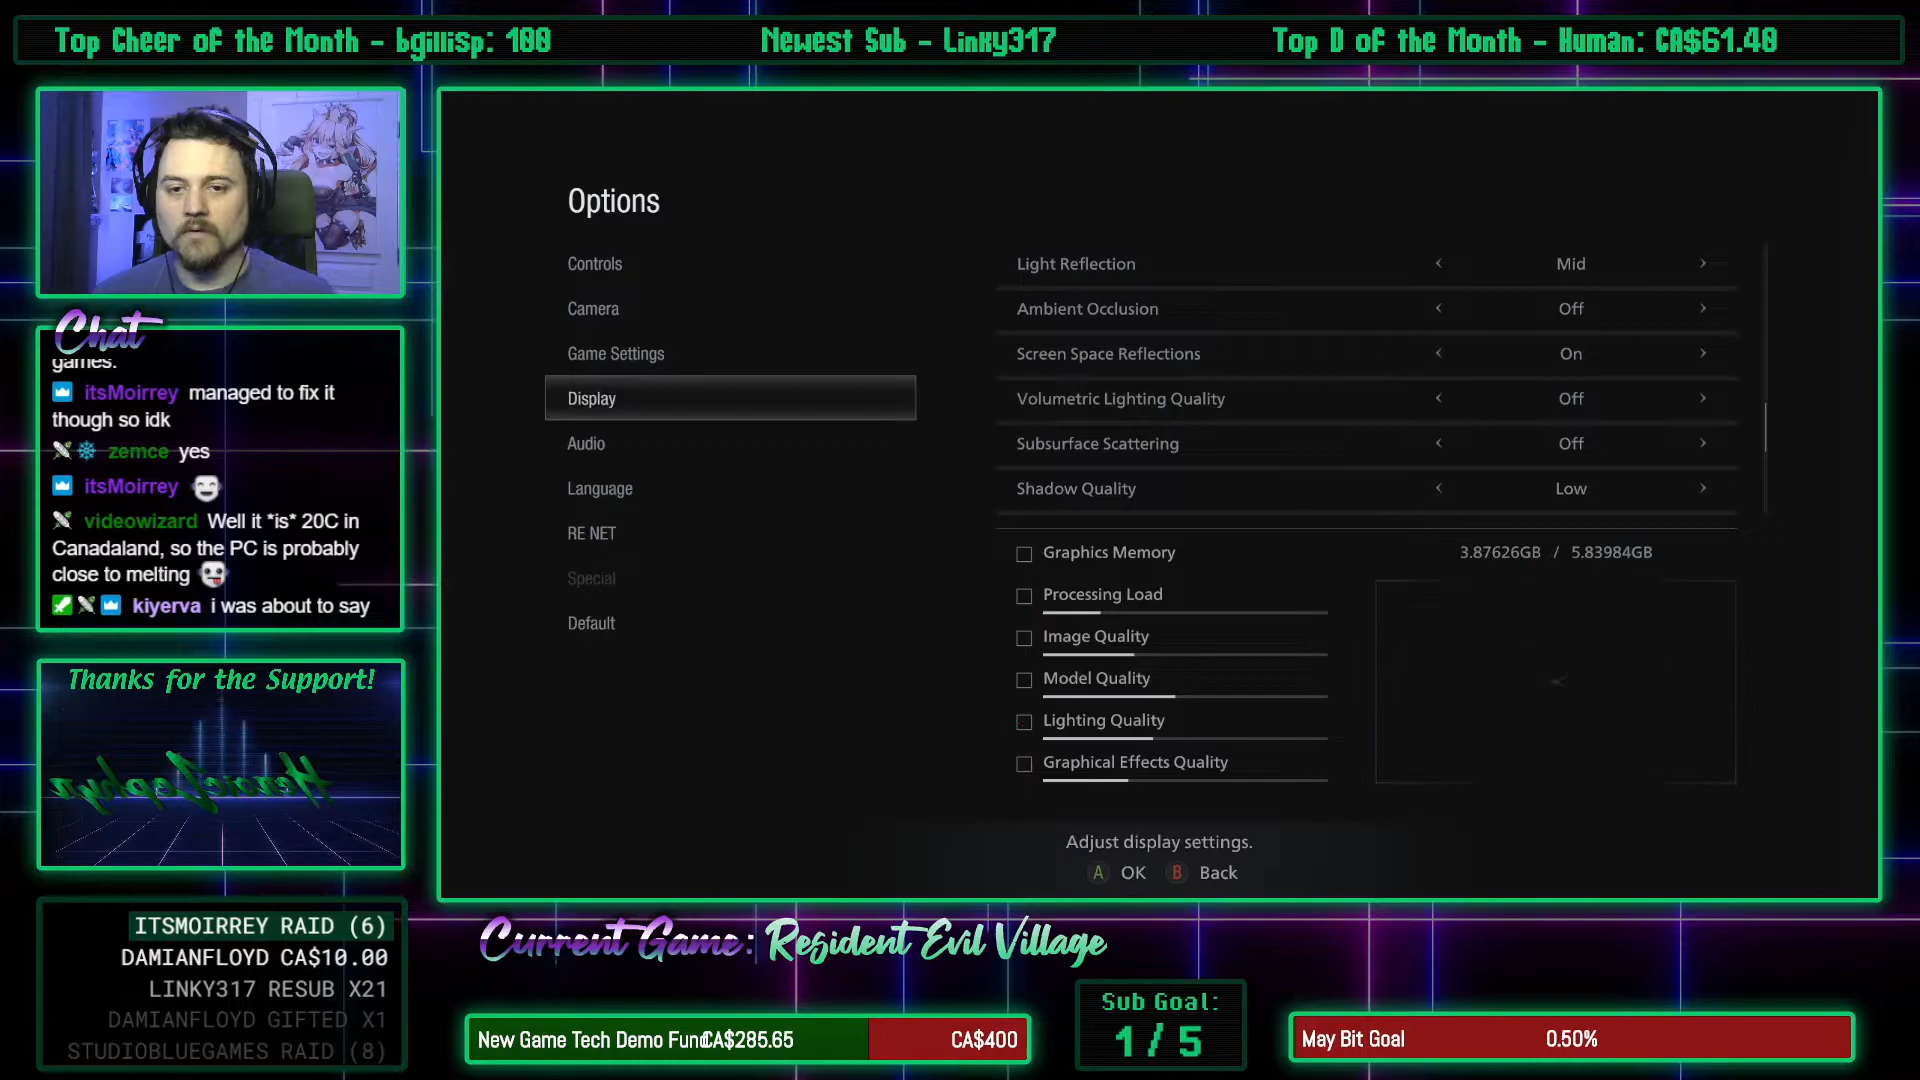 Top Cheer of the Month - bgillisp: 100
Newest Sub - Linky317
Top D of the Month - Human: CA$61.40
Chat
games.
itsMoirrey managed to fix it
though so idk
zemce yes
itsMoirrey
videowizard Well it *is* 20C in
Canadaland, so the PC is probably
close to melting
kiyerva i was about to say
Thanks for the Support!
HeroicZephyr
ITSMOIRREY RAID (6)
DAMIANFLOYD CA$10.00
LINKY317 RESUB X21
DAMIANFLOYD GIFTED X1
STUDIOBLUEGAMES RAID (8)
Options
Controls
Camera
Game Settings
Display
Audio
Language
RE NET
Special
Default
Light Reflection < Mid >
Ambient Occlusion < Off >
Screen Space Reflections < On >
Volumetric Lighting Quality < Off >
Subsurface Scattering < Off >
Shadow Quality < Low >
Graphics Memory 3.87626GB / 5.83984GB
Processing Load
Image Quality
Model Quality
Lighting Quality
Graphical Effects Quality
Adjust display settings.
A OK B Back
Current Game: Resident Evil Village
New Game Tech Demo Fund CA$285.65 CA$400
Sub Goal:
1 / 5
May Bit Goal 0.50%